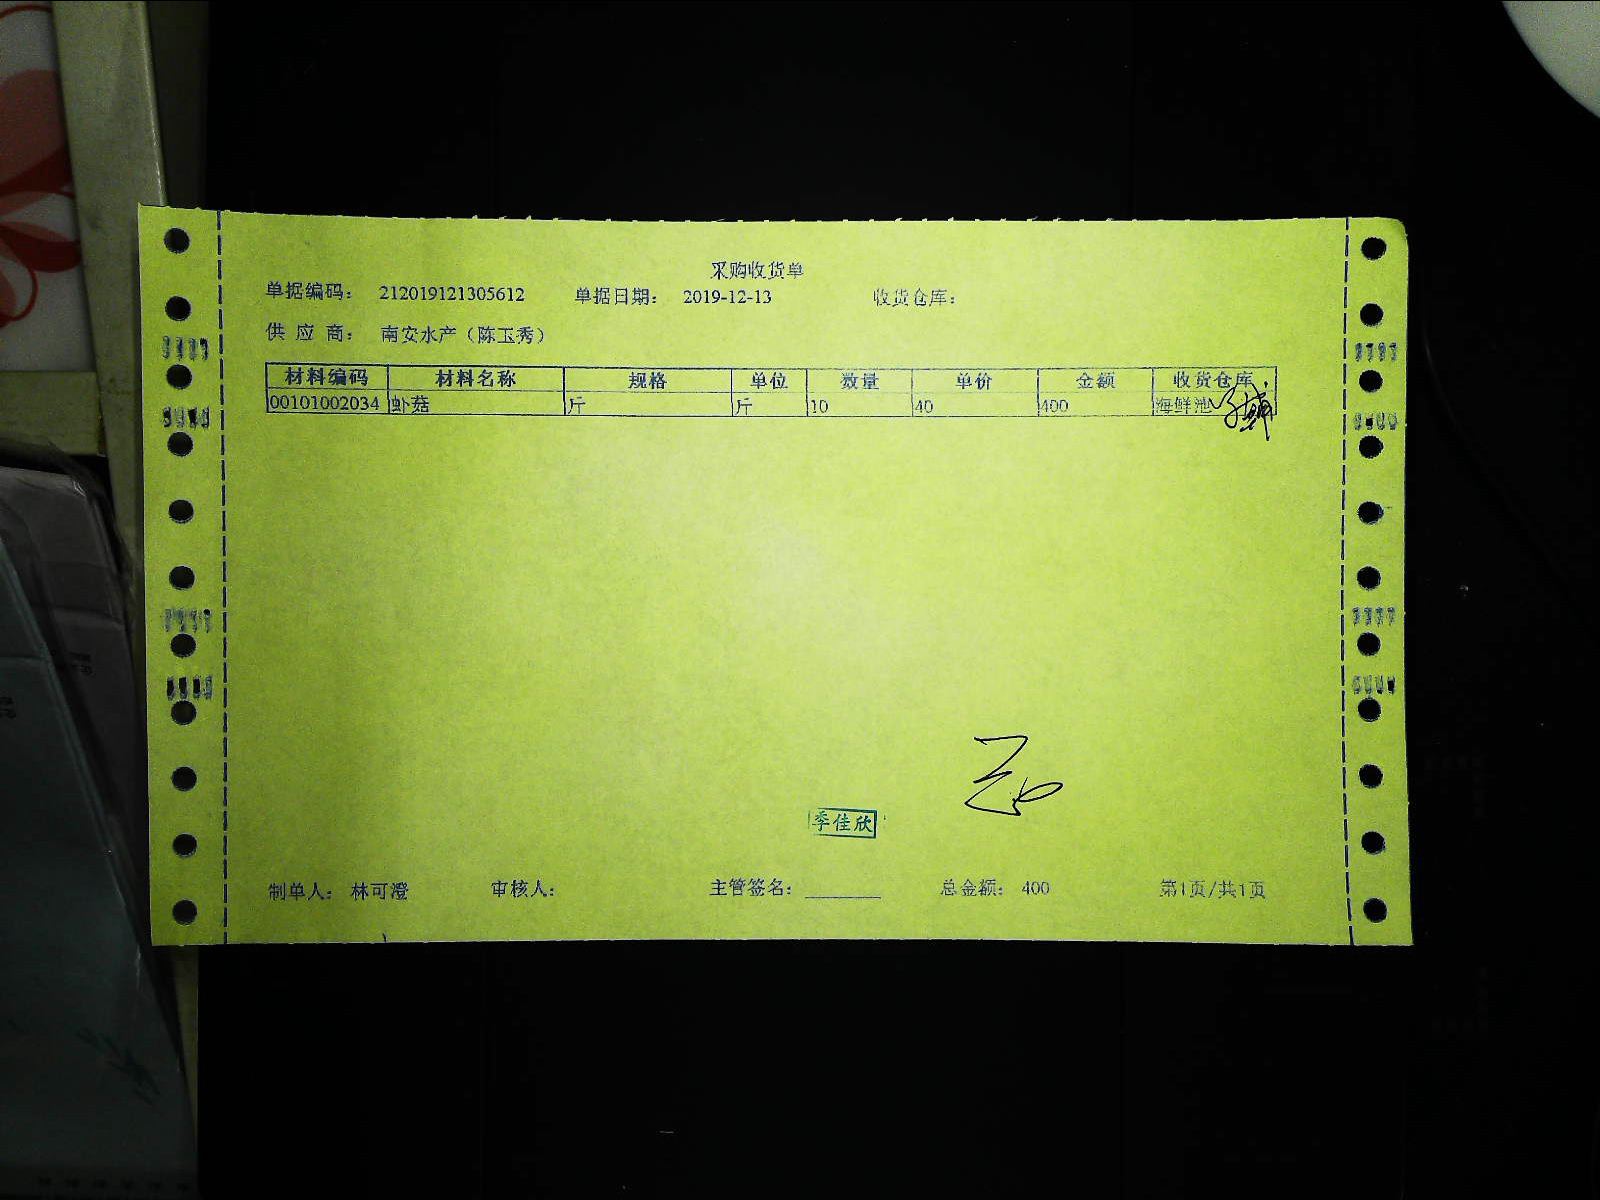 采购收货单
单据编码： 212019121305612 单据日期： 2019-12-13 收货仓库：
供 应 商： 南安水产（陈玉秀）
材料编码 材料名称 规格 单位 数量 单价 金额 收货仓库
00101002034 虾菇 斤 斤 10 40 400 海鲜池
季佳欣
制单人： 林可澄 审核人： 主管签名： 总金额： 400 第1页/共1页